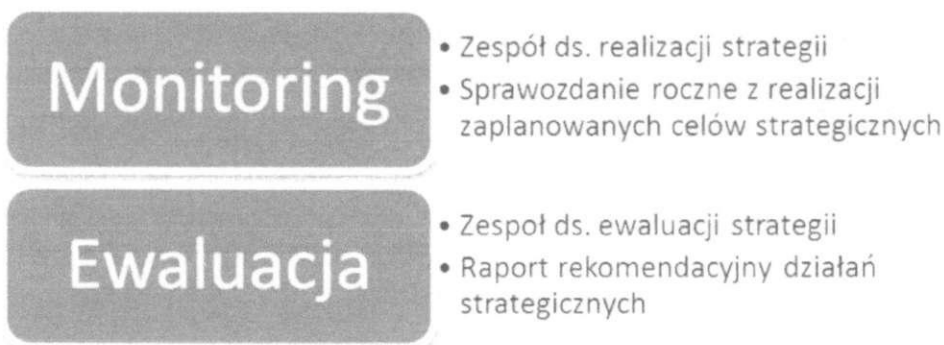 Monitoring
• Zespół ds. realizacji strategii
• Sprawozdanie roczne z realizacji
zaplanowanych celów strategicznych
Ewaluacja
• Zespoł ds. ewaluacji strategii
• Raport rekomendacyjny działań
strategicznych